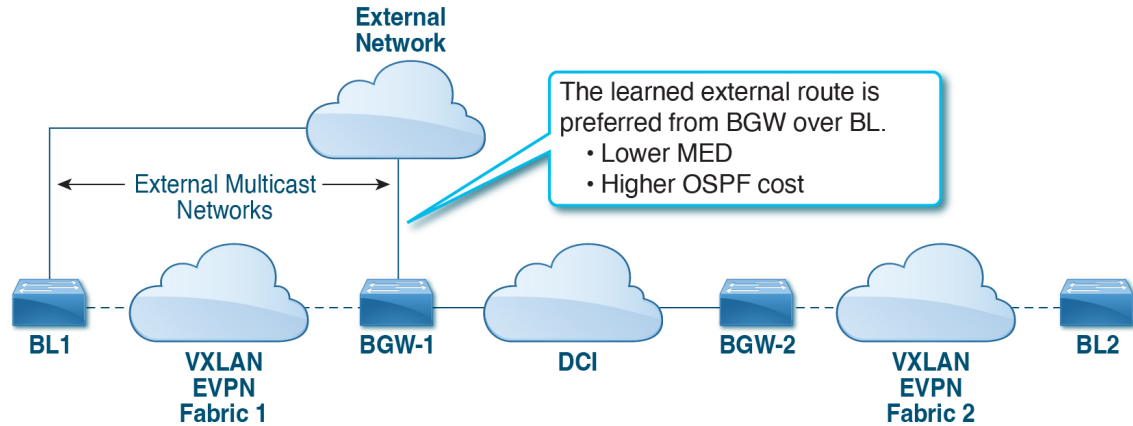 External
Network
The learned external route is
preferred from BGW over BL.
• Lower MED
• Higher OSPF cost
External Multicast
Networks
BL1
VXLAN
EVPN
Fabric 1
BGW-1
DCI
BGW-2
VXLAN
EVPN
Fabric 2
BL2